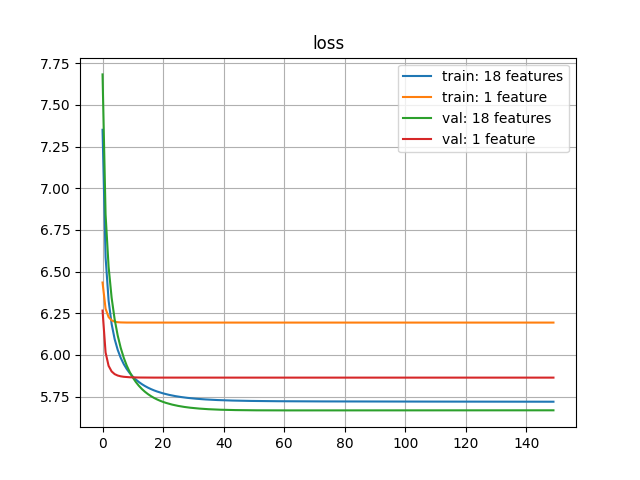 loss
7.75
7.50
7.25
7.00
6.75
6.50
6.25
6.00
5.75
0 20 40 60 80 100 120 140
train: 18 features
train: 1 feature
val: 18 features
val: 1 feature